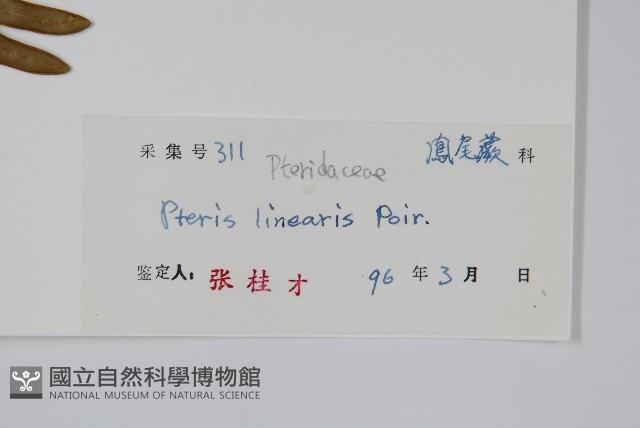 采集号 311 鳳尾蕨 科
Pteridaceae
Pteris linearis Poir.
鉴定人: 张桂才 96 年 3 月 日
國立自然科學博物館
NATIONAL MUSEUM OF NATURAL SCIENCE